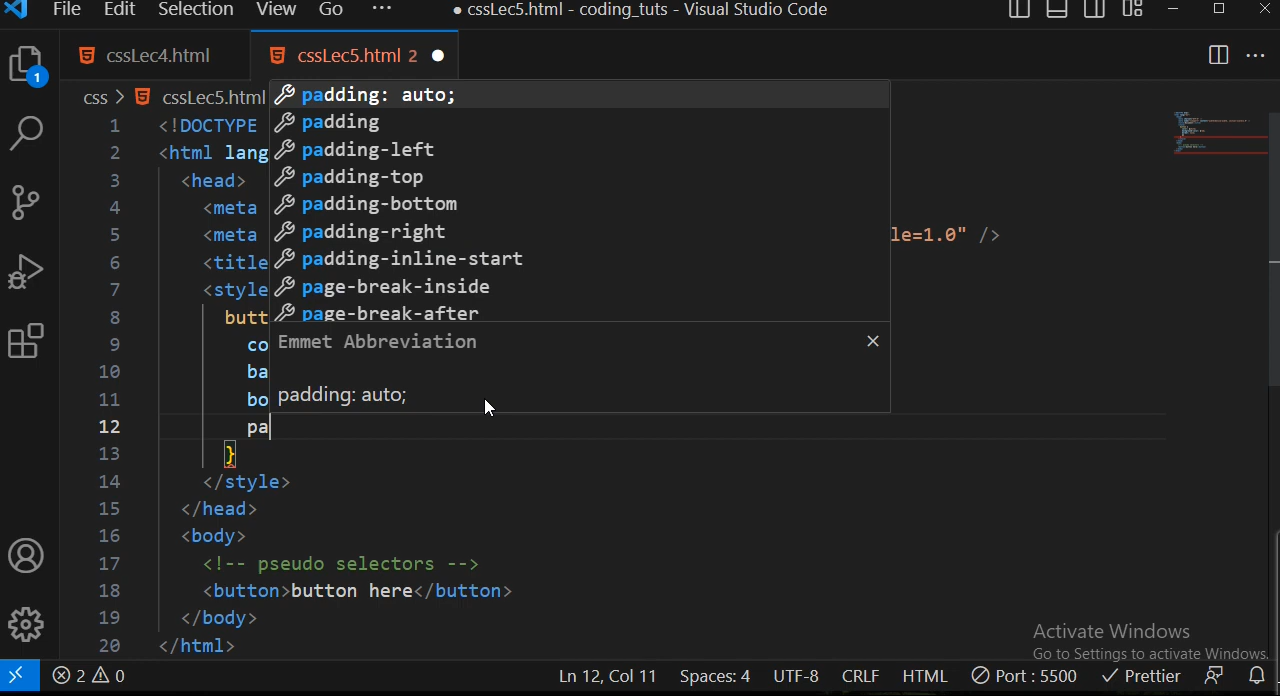 File Edit Selection View Go ···
● cssLec5.html - coding_tuts - Visual Studio Code
cssLec4.html
cssLec5.html 2 ●
1
css > cssLec5.html
padding: auto;
padding
padding-left
padding-top
padding-bottom
padding-right
padding-inline-start
page-break-inside
page-break-after
Emmet Abbreviation
padding: auto;
1 <!DOCTYPE
2 <html lang
3 <head>
4 <meta
5 <meta le=1.0" />
6 <title
7 <style
8 butt
9 co
10 ba
11 bo
12 pa
13 }
14 </style>
15 </head>
16 <body>
17 <!-- pseudo selectors -->
18 <button>button here</button>
19 </body>
20 </html>
Activate Windows
Go to Settings to activate Windows.
2 0 Ln 12, Col 11 Spaces: 4 UTF-8 CRLF HTML Port : 5500 Prettier